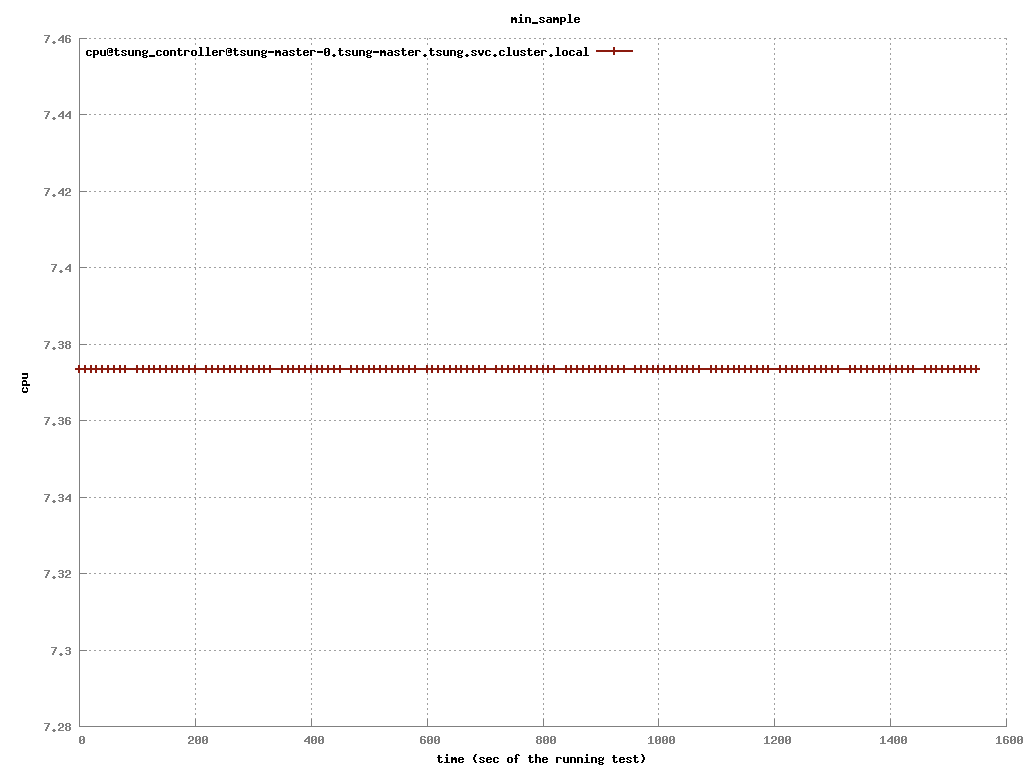 min_sample
7.46
cpu@tsung_controller@tsung-master-0.tsung-master.tsung.svc.cluster.local
7.44
7.42
7.4
7.38
cpu
7.36
7.34
7.32
7.3
7.28
0 200 400 600 800 1000 1200 1400 1600
time (sec of the running test)